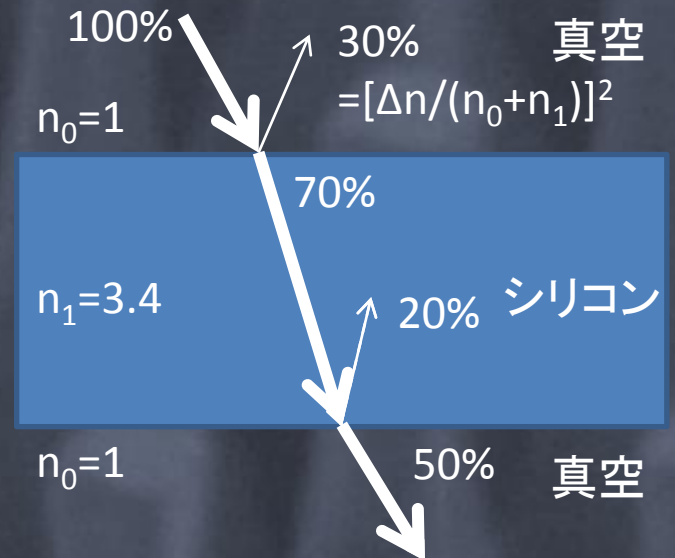 100%
30%
真空
=[Δn/(n₀+n₁)]²
n₀=1
70%
n₁=3.4
20%
シリコン
n₀=1
50%
真空